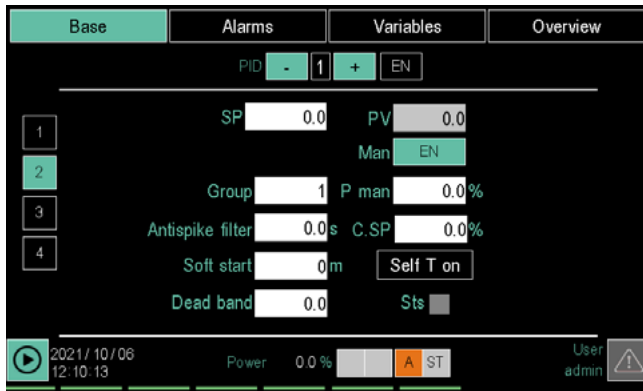 Base Alarms Variables Overview
PID - 1 + EN
SP 0.0 PV 0.0
1
Man EN
2
Group 1 P man 0.0 %
3
Antispike filter 0.0 s C.SP 0.0 %
4
Soft start 0 m Self T on
Dead band 0.0 Sts
2021/10/06
12:10:13
Power 0.0 % A ST
User
admin